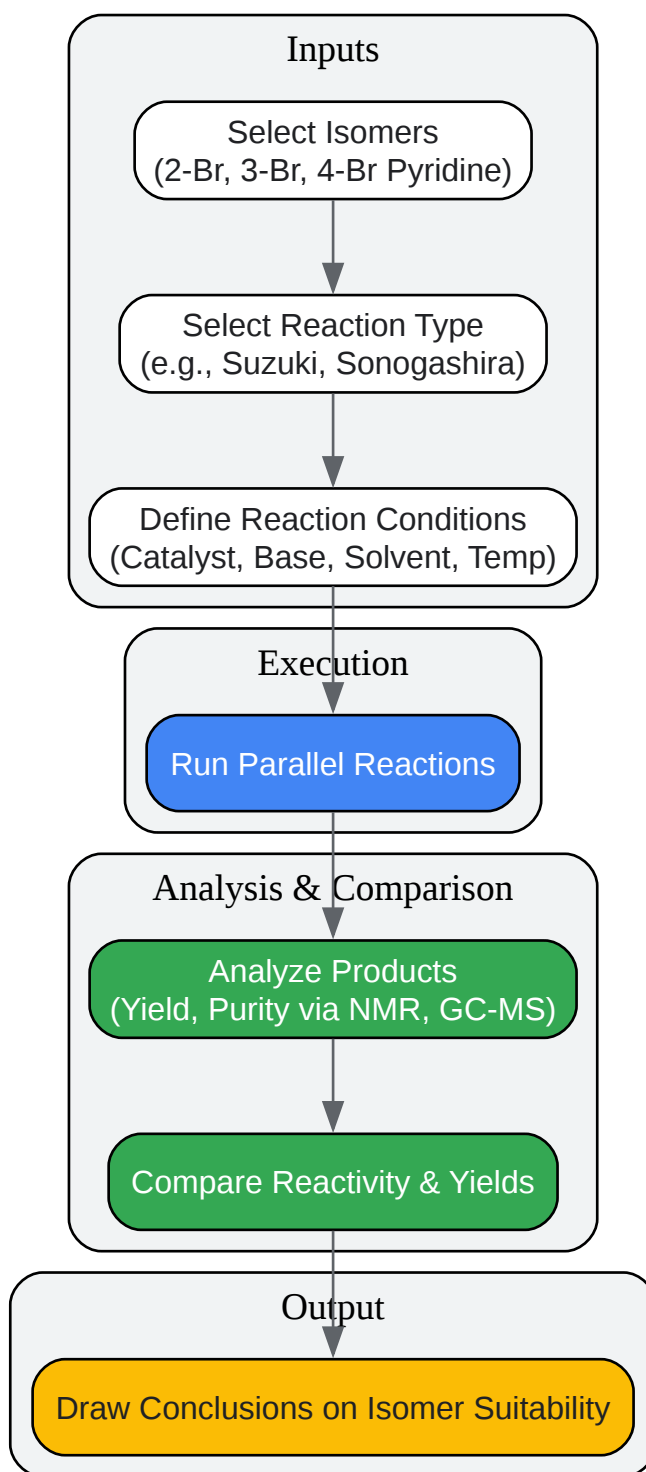 Inputs
Select Isomers
(2-Br, 3-Br, 4-Br Pyridine)
Select Reaction Type
(e.g., Suzuki, Sonogashira)
Define Reaction Conditions
(Catalyst, Base, Solvent, Temp)
Execution
Run Parallel Reactions
Analysis & Comparison
Analyze Products
(Yield, Purity via NMR, GC-MS)
Compare Reactivity & Yields
Output
Draw Conclusions on Isomer Suitability